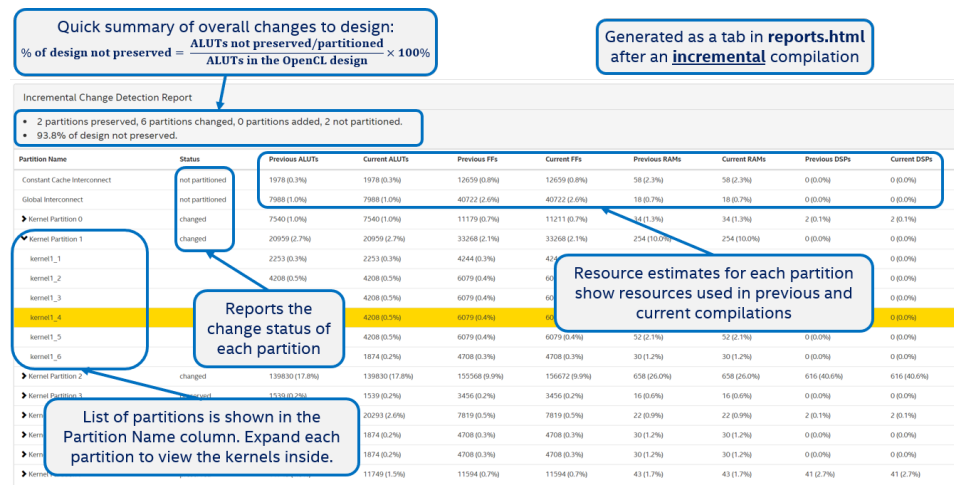 Quick summary of overall changes to design:
% of design not preserved = ALUTs not preserved/partitioned / ALUTs in the OpenCL design × 100%
Generated as a tab in reports.html
after an incremental compilation
Incremental Change Detection Report
• 2 partitions preserved, 6 partitions changed, 0 partitions added, 2 not partitioned.
• 93.8% of design not preserved.
Partition Name Status Previous ALUTs Current ALUTs Previous FFs Current FFs Previous RAMs Current RAMs Previous DSPs Current DSPs
Constant Cache Interconnect not partitioned 1978 (0.3%) 1978 (0.3%) 12659 (0.8%) 12659 (0.8%) 58 (2.3%) 58 (2.3%) 0 (0.0%) 0 (0.0%)
Global Interconnect not partitioned 7988 (1.0%) 7988 (1.0%) 40722 (2.6%) 40722 (2.6%) 18 (0.7%) 18 (0.7%) 0 (0.0%) 0 (0.0%)
Kernel Partition 0 changed 7540 (1.0%) 7540 (1.0%) 11179 (0.7%) 11211 (0.7%) 34 (1.3%) 34 (1.3%) 2 (0.1%) 2 (0.1%)
Kernel Partition 1 changed 20959 (2.7%) 20959 (2.7%) 33268 (2.1%) 33268 (2.1%) 254 (10.0%) 254 (10.0%) 0 (0.0%) 0 (0.0%)
kernel1_1 2253 (0.3%) 2253 (0.3%) 4244 (0.3%)
kernel1_2 4208 (0.5%) 4208 (0.5%) 6079 (0.4%)
kernel1_3 4208 (0.5%) 6079 (0.4%)
kernel1_4 4208 (0.5%) 6079 (0.4%) 0 (0.0%)
kernel1_5 4208 (0.5%) 6079 (0.4%) 6079 (0.4%) 52 (2.1%) 52 (2.1%) 0 (0.0%) 0 (0.0%)
kernel1_6 1874 (0.2%) 4708 (0.3%) 4708 (0.3%) 30 (1.2%) 30 (1.2%) 0 (0.0%) 0 (0.0%)
Kernel Partition 2 changed 139830 (17.8%) 139830 (17.8%) 155568 (9.9%) 156672 (9.9%) 658 (26.0%) 658 (26.0%) 616 (40.6%) 616 (40.6%)
Kernel Partition 3 preserved 1539 (0.2%) 1539 (0.2%) 3456 (0.2%) 3456 (0.2%) 16 (0.6%) 16 (0.6%) 0 (0.0%) 0 (0.0%)
20293 (2.6%) 7819 (0.5%) 7819 (0.5%) 22 (0.9%) 22 (0.9%) 2 (0.1%) 2 (0.1%)
1874 (0.2%) 4708 (0.3%) 4708 (0.3%) 30 (1.2%) 30 (1.2%) 0 (0.0%) 0 (0.0%)
1874 (0.2%) 4708 (0.3%) 4708 (0.3%) 30 (1.2%) 30 (1.2%) 0 (0.0%) 0 (0.0%)
11749 (1.5%) 11594 (0.7%) 11594 (0.7%) 43 (1.7%) 43 (1.7%) 41 (2.7%) 41 (2.7%)
Resource estimates for each partition
show resources used in previous and
current compilations
Reports the
change status of
each partition
List of partitions is shown in the
Partition Name column. Expand each
partition to view the kernels inside.